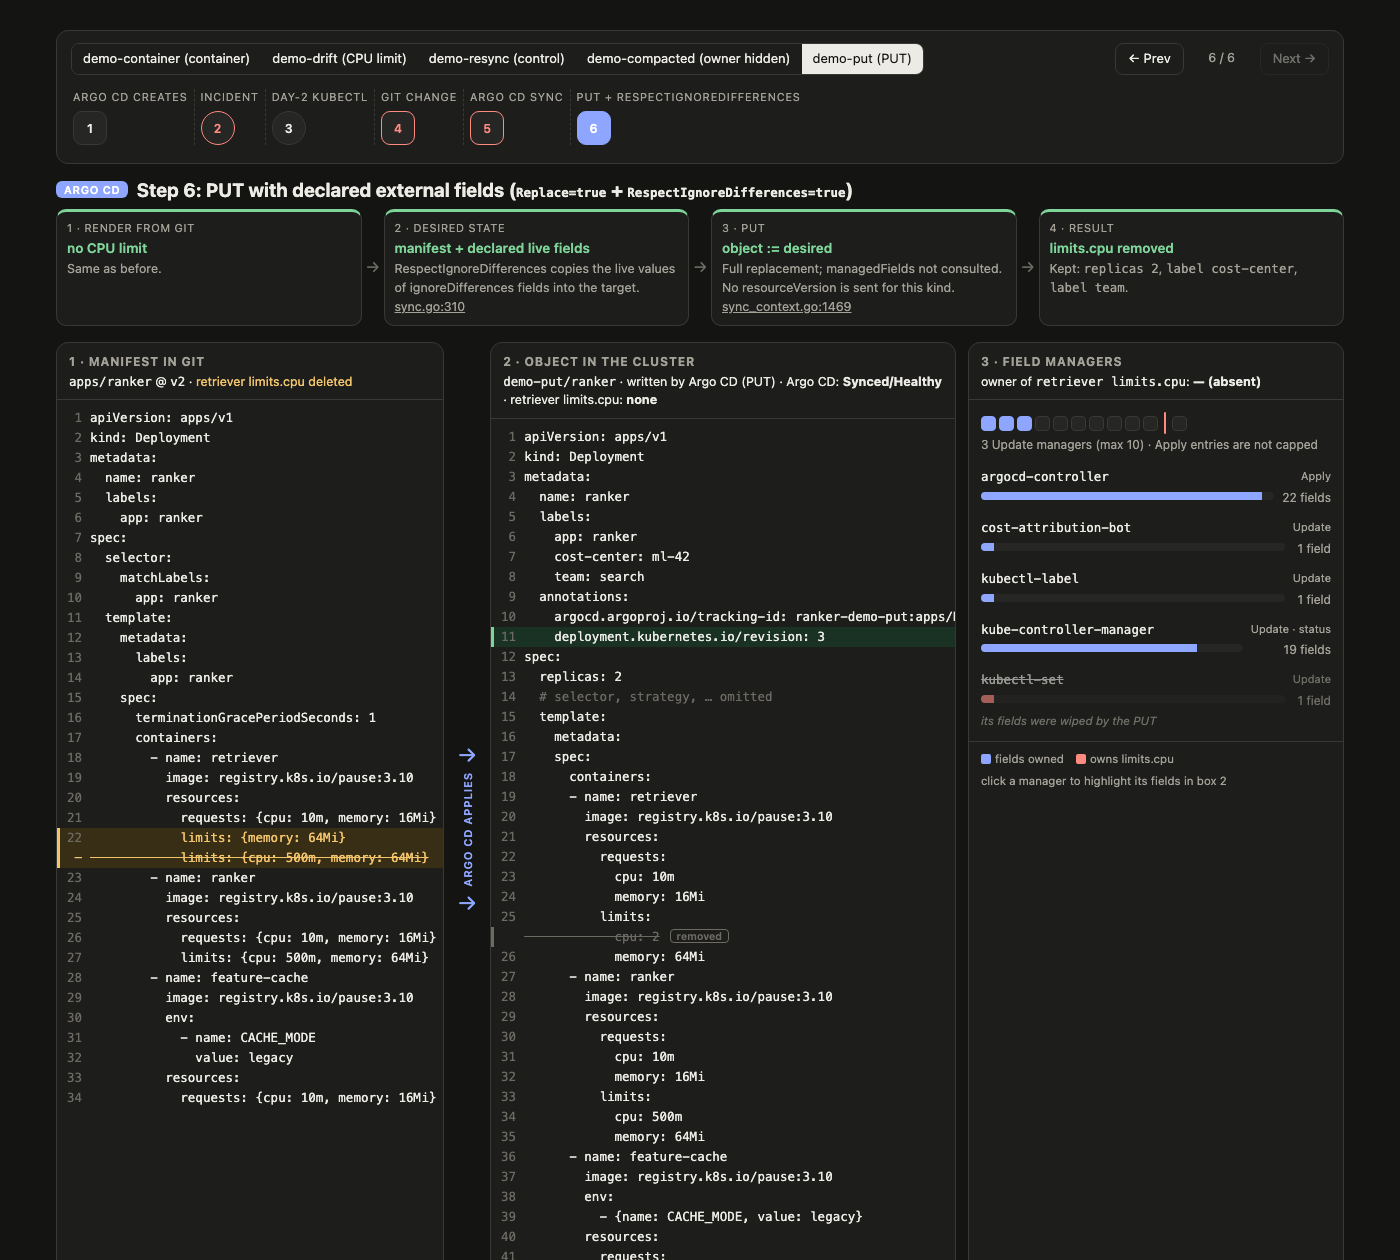 demo-container (container) demo-drift (CPU limit) demo-resync (control) demo-compacted (owner hidden) demo-put (PUT) ← Prev 6 / 6 Next →
ARGO CD CREATES INCIDENT DAY-2 KUBECTL GIT CHANGE ARGO CD SYNC PUT + RESPECTIGNOREDIFFERENCES
1 2 3 4 5 6
ARGO CD Step 6: PUT with declared external fields (Replace=true + RespectIgnoreDifferences=true)
1 · RENDER FROM GIT
no CPU limit
Same as before.
→
2 · DESIRED STATE
manifest + declared live fields
RespectIgnoreDifferences copies the live values
of ignoreDifferences fields into the target.
sync.go:310
→
3 · PUT
object := desired
Full replacement; managedFields not consulted.
No resourceVersion is sent for this kind.
sync_context.go:1469
→
4 · RESULT
limits.cpu removed
Kept: replicas 2, label cost-center,
label team.
1 · MANIFEST IN GIT
apps/ranker @ v2 · retriever limits.cpu deleted
1 apiVersion: apps/v1
2 kind: Deployment
3 metadata:
4 name: ranker
5 labels:
6 app: ranker
7 spec:
8 selector:
9 matchLabels:
10 app: ranker
11 template:
12 metadata:
13 labels:
14 app: ranker
15 spec:
16 terminationGracePeriodSeconds: 1
17 containers:
18 - name: retriever
19 image: registry.k8s.io/pause:3.10
20 resources:
21 requests: {cpu: 10m, memory: 16Mi}
22 limits: {memory: 64Mi}
– limits: {cpu: 500m, memory: 64Mi}
23 - name: ranker
24 image: registry.k8s.io/pause:3.10
25 resources:
26 requests: {cpu: 10m, memory: 16Mi}
27 limits: {cpu: 500m, memory: 64Mi}
28 - name: feature-cache
29 image: registry.k8s.io/pause:3.10
30 env:
31 - name: CACHE_MODE
32 value: legacy
33 resources:
34 requests: {cpu: 10m, memory: 16Mi}
→ ARGO CD APPLIES →
2 · OBJECT IN THE CLUSTER
demo-put/ranker · written by Argo CD (PUT) · Argo CD: Synced/Healthy
· retriever limits.cpu: none
1 apiVersion: apps/v1
2 kind: Deployment
3 metadata:
4 name: ranker
5 labels:
6 app: ranker
7 cost-center: ml-42
8 team: search
9 annotations:
10 argocd.argoproj.io/tracking-id: ranker-demo-put:apps/
11 deployment.kubernetes.io/revision: 3
12 spec:
13 replicas: 2
14 # selector, strategy, … omitted
15 template:
16 metadata:
17 spec:
18 containers:
19 - name: retriever
20 image: registry.k8s.io/pause:3.10
21 resources:
22 requests:
23 cpu: 10m
24 memory: 16Mi
25 limits:
cpu: 2 removed
26 memory: 64Mi
27 - name: ranker
28 image: registry.k8s.io/pause:3.10
29 resources:
30 requests:
31 cpu: 10m
32 memory: 16Mi
33 limits:
34 cpu: 500m
35 memory: 64Mi
36 - name: feature-cache
37 image: registry.k8s.io/pause:3.10
38 env:
39 - {name: CACHE_MODE, value: legacy}
40 resources:
41 requests:
3 · FIELD MANAGERS
owner of retriever limits.cpu: — (absent)
3 Update managers (max 10) · Apply entries are not capped
argocd-controller Apply
22 fields
cost-attribution-bot Update
1 field
kubectl-label Update
1 field
kube-controller-manager Update · status
19 fields
kubectl-set Update
1 field
its fields were wiped by the PUT
fields owned owns limits.cpu
click a manager to highlight its fields in box 2